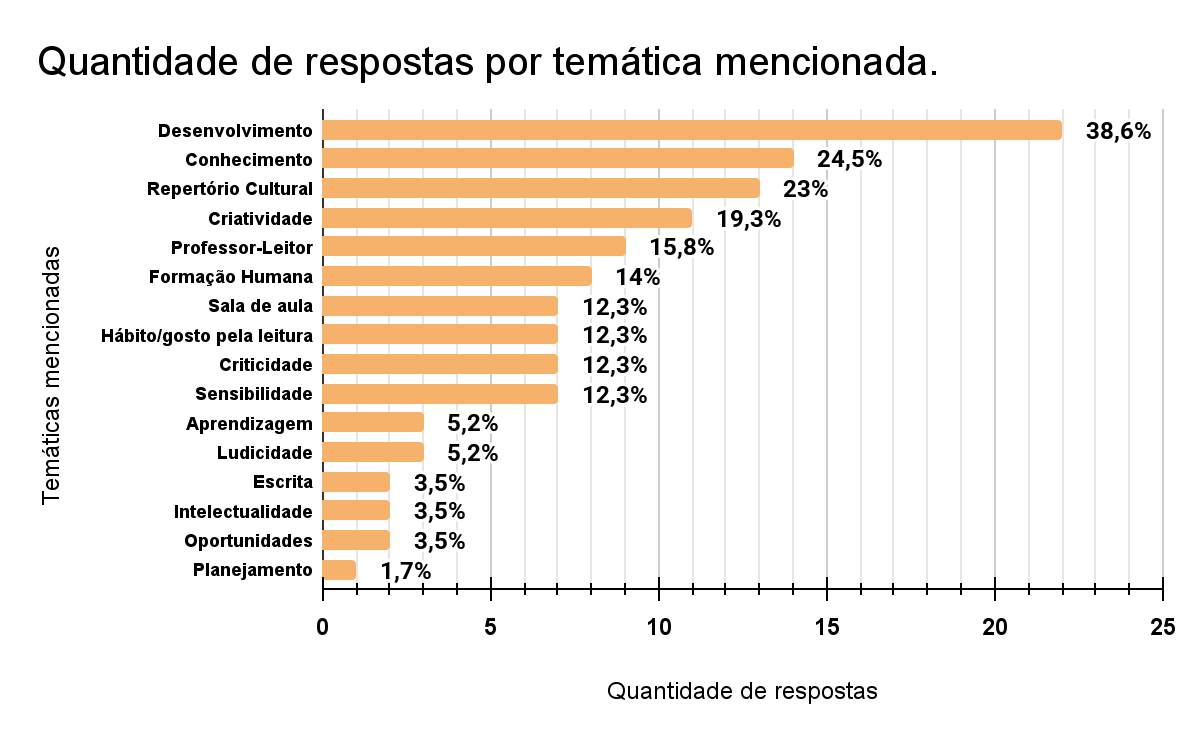 Quantidade de respostas por temática mencionada.
Temáticas mencionadas
Desenvolvimento 38,6%
Conhecimento 24,5%
Repertório Cultural 23%
Criatividade 19,3%
Professor-Leitor 15,8%
Formação Humana 14%
Sala de aula 12,3%
Hábito/gosto pela leitura 12,3%
Criticidade 12,3%
Sensibilidade 12,3%
Aprendizagem 5,2%
Ludicidade 5,2%
Escrita 3,5%
Intelectualidade 3,5%
Oportunidades 3,5%
Planejamento 1,7%
0 5 10 15 20 25
Quantidade de respostas